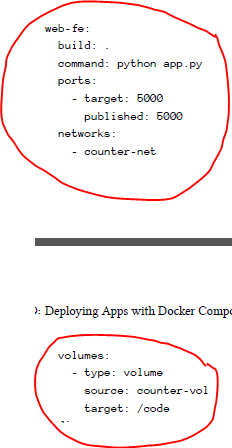 web-fe:
build: .
command: python app.py
ports:
- target: 5000
published: 5000
networks:
- counter-net
: Deploying Apps with Docker Compo
volumes:
- type: volume
source: counter-vol
target: /code